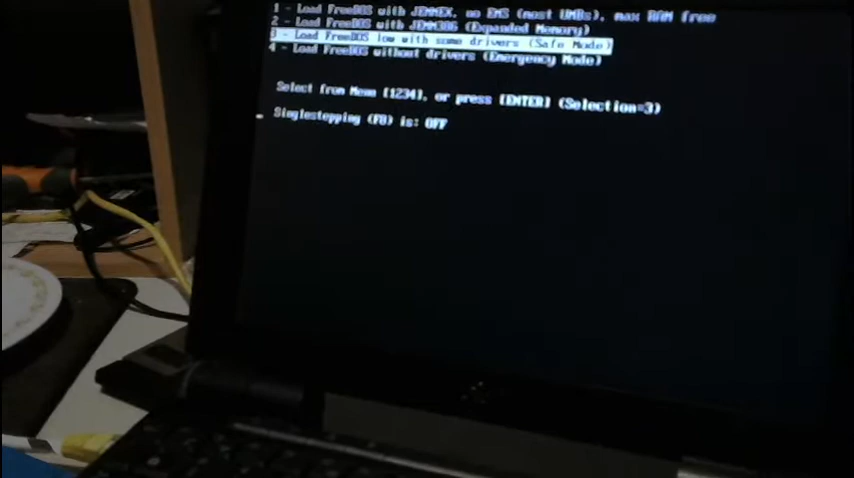 1 - Load FreeDOS with JEMMEX, no EMS (most UMBs), max RAM free
2 - Load FreeDOS with JEMM386 (Expanded Memory)
3 - Load FreeDOS low with some drivers (Safe Mode)
4 - Load FreeDOS without drivers (Emergency Mode)
Select from Menu [1234], or press [ENTER] (Selection=3)
Singlestepping (F8) is: OFF